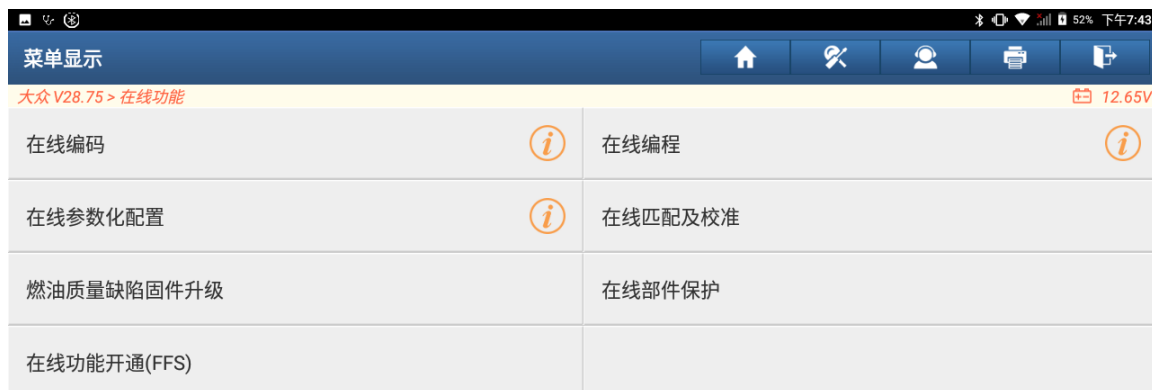 52% 下午7:43
菜单显示
大众 V28.75 > 在线功能 12.65V
在线编码 在线编程
在线参数化配置 在线匹配及校准
燃油质量缺陷固件升级 在线部件保护
在线功能开通(FFS)